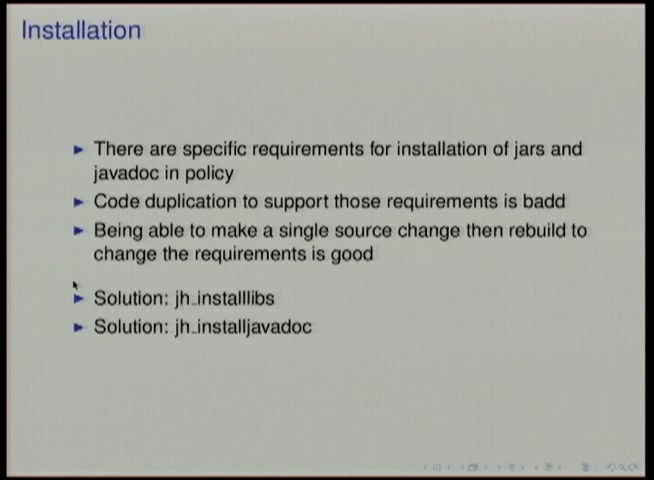 Installation
There are specific requirements for installation of jars and
javadoc in policy
Code duplication to support those requirements is badd
Being able to make a single source change then rebuild to
change the requirements is good
Solution: jh_installlibs
Solution: jh_installjavadoc